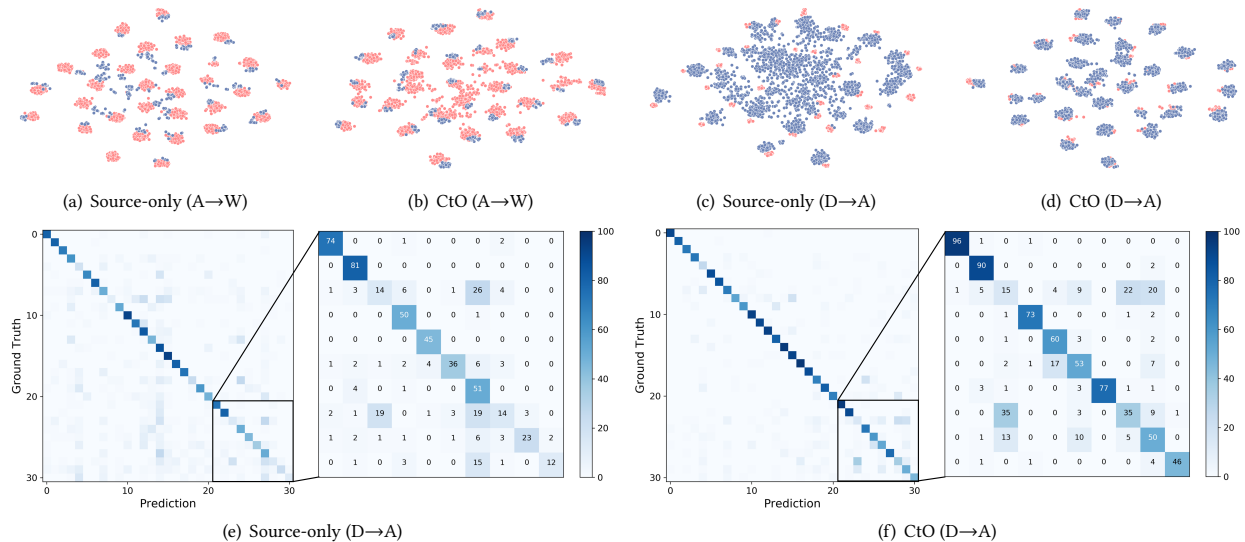 (a) Source-only (A→W)
(b) CtO (A→W)
(c) Source-only (D→A)
(d) CtO (D→A)
0
10
20
30
Ground Truth
0
10
20
30
Prediction
74 0 0 1 0 0 0 2 0 0
0 81 0 0 0 0 0 0 0 0
1 3 14 6 0 1 26 4 0 0
0 0 0 50 0 0 1 0 0 0
0 0 0 0 45 0 0 0 0 0
1 2 1 2 4 36 6 3 0 0
0 4 0 1 0 0 51 0 0 0
2 1 19 0 1 3 19 14 3 0
1 2 1 1 0 1 6 3 23 2
0 1 0 3 0 0 15 1 0 12
100
80
60
40
20
0
(e) Source-only (D→A)
0
10
20
30
Ground Truth
0
10
20
30
Prediction
96 1 0 1 0 0 0 0 0 0
0 90 0 0 0 0 0 0 2 0
1 5 15 0 4 9 0 22 20 0
0 0 0 73 0 0 0 1 2 0
0 0 0 0 60 3 0 0 2 0
0 1 1 2 17 53 0 0 7 0
0 3 1 0 0 3 77 1 1 0
0 0 35 0 0 3 0 35 9 1
0 1 13 0 0 10 0 5 50 0
0 1 0 1 0 0 0 0 4 46
100
80
60
40
20
0
(f) CtO (D→A)